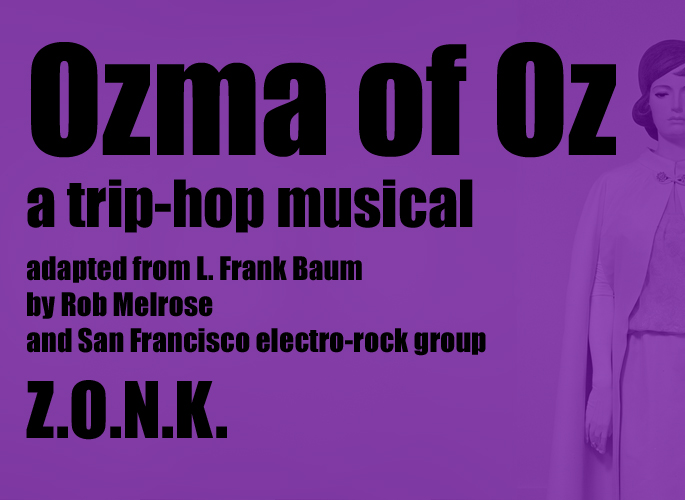 Ozma of Oz
a trip-hop musical
adapted from L. Frank Baum
by Rob Melrose
and San Francisco electro-rock group
Z.O.N.K.